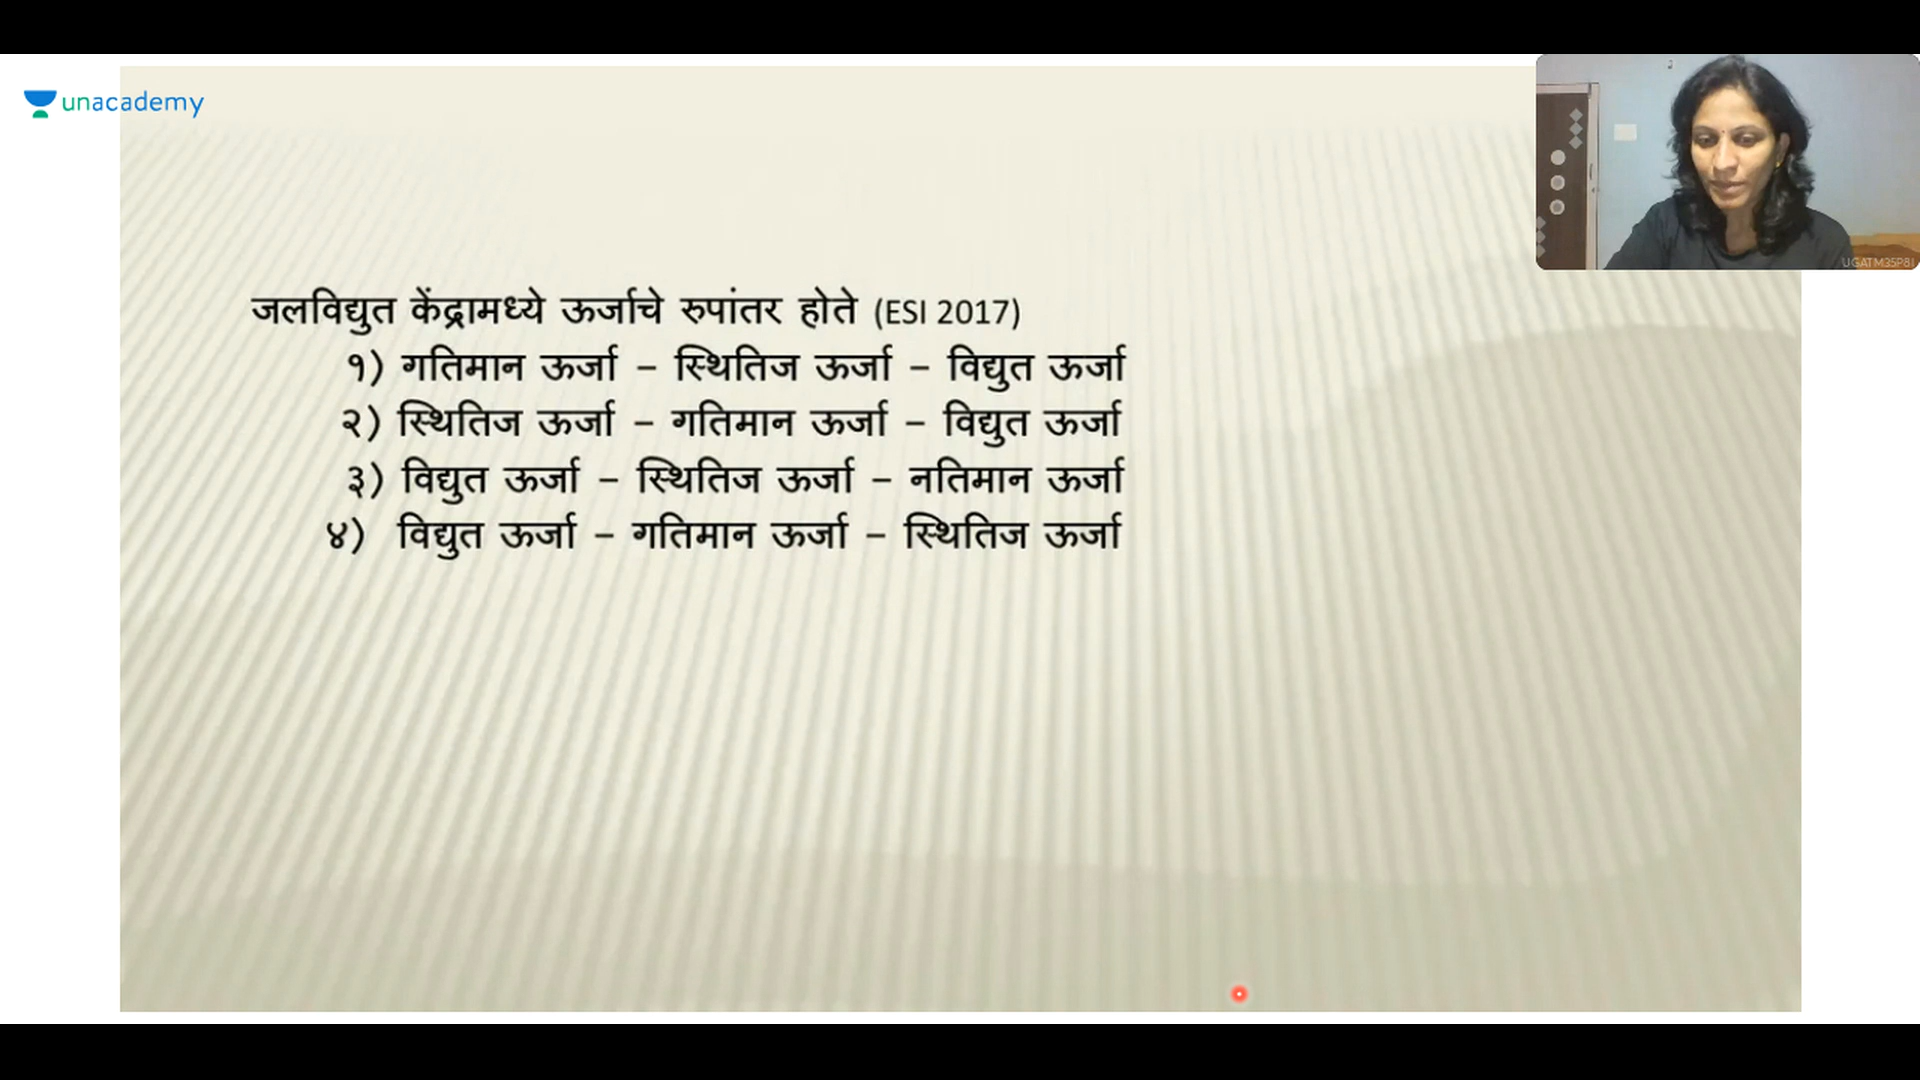 unacademy
जलविद्युत केंद्रामध्ये ऊर्जाचे रुपांतर होते (ESI 2017)
१) गतिमान ऊर्जा – स्थितिज ऊर्जा – विद्युत ऊर्जा
२) स्थितिज ऊर्जा – गतिमान ऊर्जा – विद्युत ऊर्जा
३) विद्युत ऊर्जा – स्थितिज ऊर्जा – नतिमान ऊर्जा
४) विद्युत ऊर्जा – गतिमान ऊर्जा – स्थितिज ऊर्जा